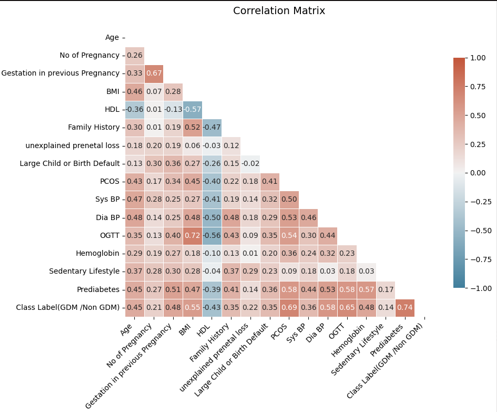 Correlation Matrix
Age
No of Pregnancy 0.26
Gestation in previous Pregnancy 0.33 0.67
BMI 0.46 0.07 0.28
HDL -0.36 0.01 -0.13 -0.57
Family History 0.30 0.01 0.19 0.52 -0.47
unexplained prenetal loss 0.18 0.20 0.19 0.06 -0.03 0.12
Large Child or Birth Default 0.13 0.30 0.36 0.27 -0.26 0.15 -0.02
PCOS 0.43 0.17 0.34 0.45 -0.40 0.22 0.18 0.41
Sys BP 0.47 0.28 0.25 0.27 -0.41 0.19 0.14 0.32 0.50
Dia BP 0.48 0.14 0.25 0.48 -0.50 0.48 0.18 0.29 0.53 0.46
OGTT 0.35 0.13 0.40 0.72 -0.56 0.43 0.09 0.35 0.54 0.30 0.44
Hemoglobin 0.29 0.19 0.27 0.18 -0.10 0.13 0.01 0.20 0.36 0.24 0.32 0.23
Sedentary Lifestyle 0.37 0.28 0.30 0.28 -0.04 0.37 0.29 0.23 0.09 0.18 0.03 0.18 0.03
Prediabetes 0.45 0.27 0.51 0.47 -0.39 0.41 0.14 0.36 0.58 0.44 0.53 0.58 0.57 0.17
Class Label(GDM /Non GDM) 0.45 0.21 0.48 0.55 -0.43 0.35 0.22 0.35 0.69 0.36 0.58 0.65 0.48 0.14 0.74
Age
No of Pregnancy
Gestation in previous Pregnancy
BMI
HDL
Family History
unexplained prenetal loss
Large Child or Birth Default
PCOS
Sys BP
Dia BP
OGTT
Hemoglobin
Sedentary Lifestyle
Prediabetes
Class Label(GDM /Non GDM)
1.00
0.75
0.50
0.25
0.00
−0.25
−0.50
−0.75
−1.00